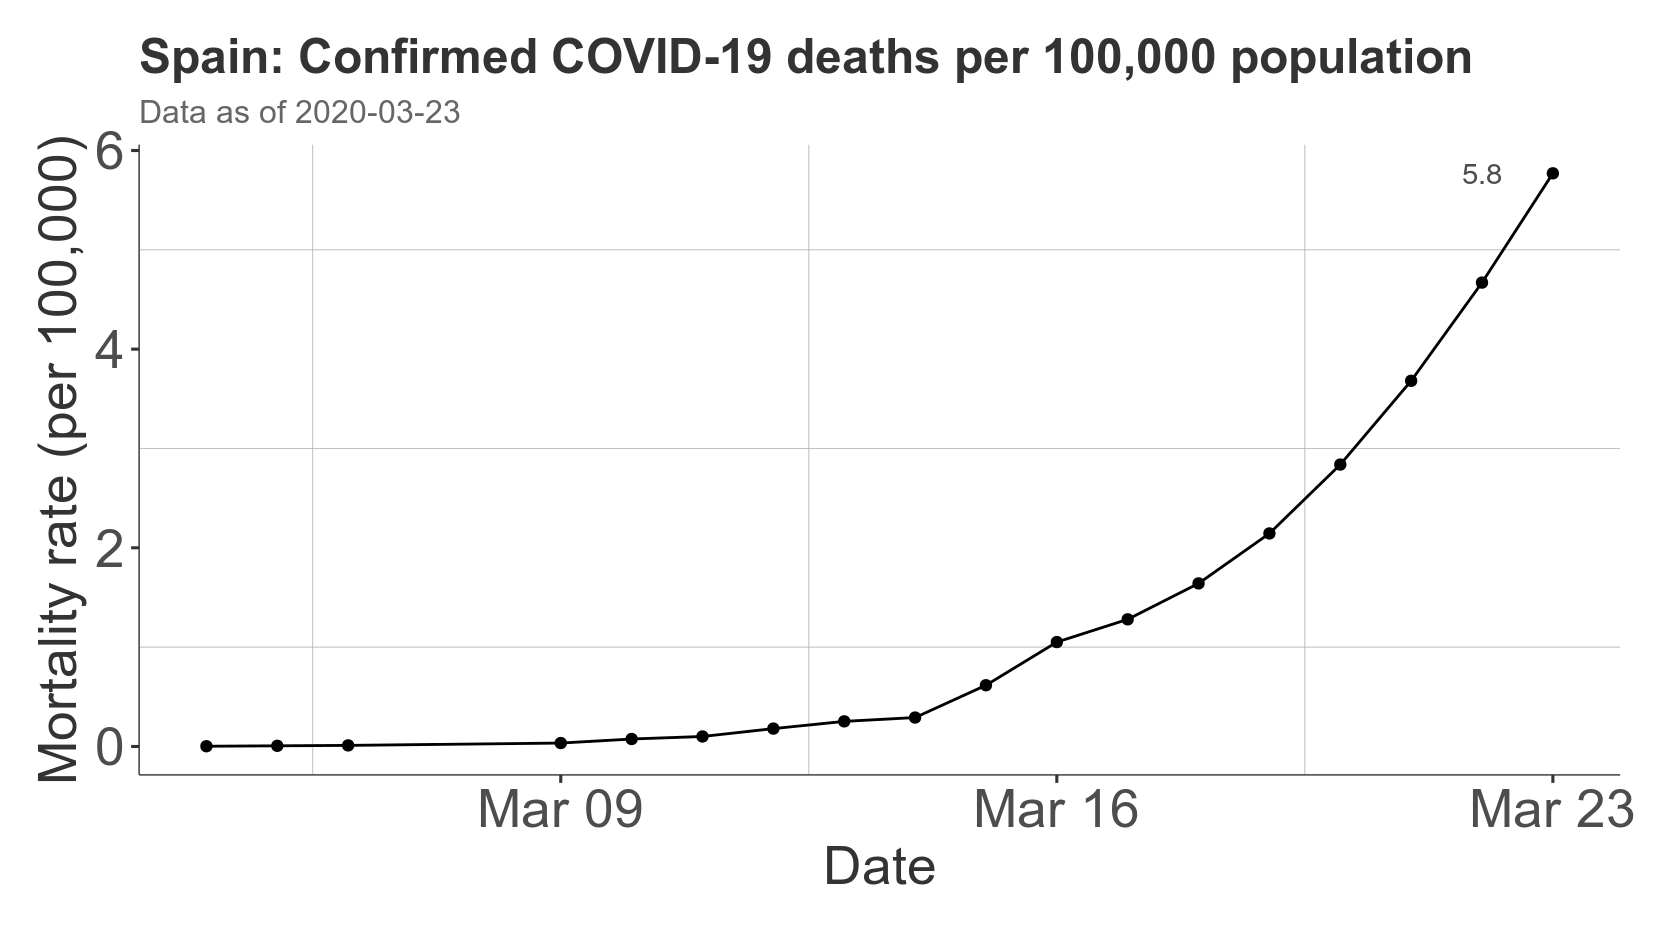 Spain: Confirmed COVID-19 deaths per 100,000 population
Data as of 2020-03-23
Mortality rate (per 100,000)
6
4
2
0
5.8
Mar 09
Mar 16
Mar 23
Date